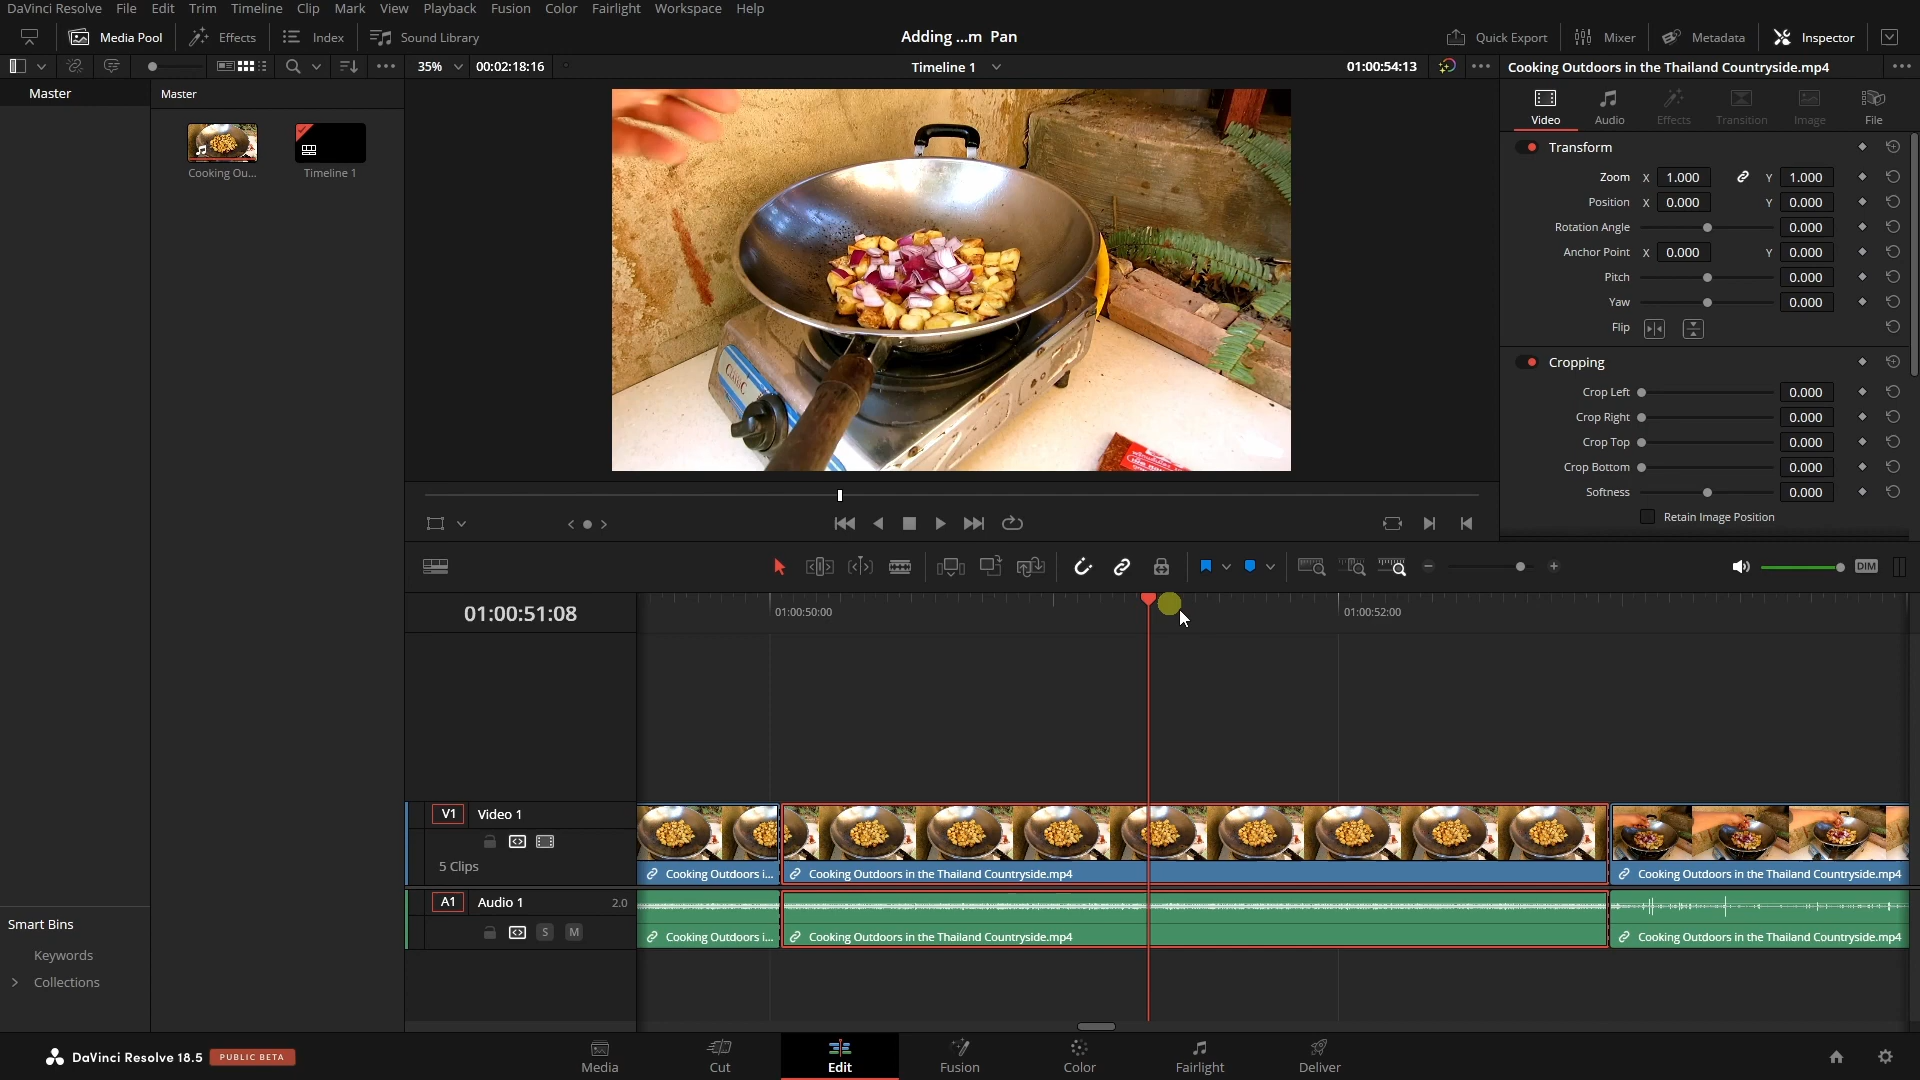 DaVinci Resolve File Edit Trim Timeline Clip Mark View Playback Fusion Color Fairlight Workspace Help
Media Pool Effects Index Sound Library Adding ...m Pan Quick Export Mixer Metadata Inspector
35% 00:02:18:16 Timeline 1 01:00:54:13 Cooking Outdoors in the Thailand Countryside.mp4
Master Master
Cooking Ou... Timeline 1
Video Audio Effects Transition Image File
Transform
Zoom X 1.000 Y 1.000
Position X 0.000 Y 0.000
Rotation Angle 0.000
Anchor Point X 0.000 Y 0.000
Pitch 0.000
Yaw 0.000
Flip
Cropping
Crop Left 0.000
Crop Right 0.000
Crop Top 0.000
Crop Bottom 0.000
Softness 0.000
Retain Image Position
DIM
01:00:51:08 01:00:50:00 01:00:52:00
V1 Video 1
5 Clips
Cooking Outdoors i... Cooking Outdoors in the Thailand Countryside.mp4 Cooking Outdoors in the Thailand Countryside.mp4
A1 Audio 1 2.0
S M
Cooking Outdoors i... Cooking Outdoors in the Thailand Countryside.mp4 Cooking Outdoors in the Thailand Countryside.mp4
Smart Bins
Keywords
Collections
DaVinci Resolve 18.5 PUBLIC BETA
Media Cut Edit Fusion Color Fairlight Deliver